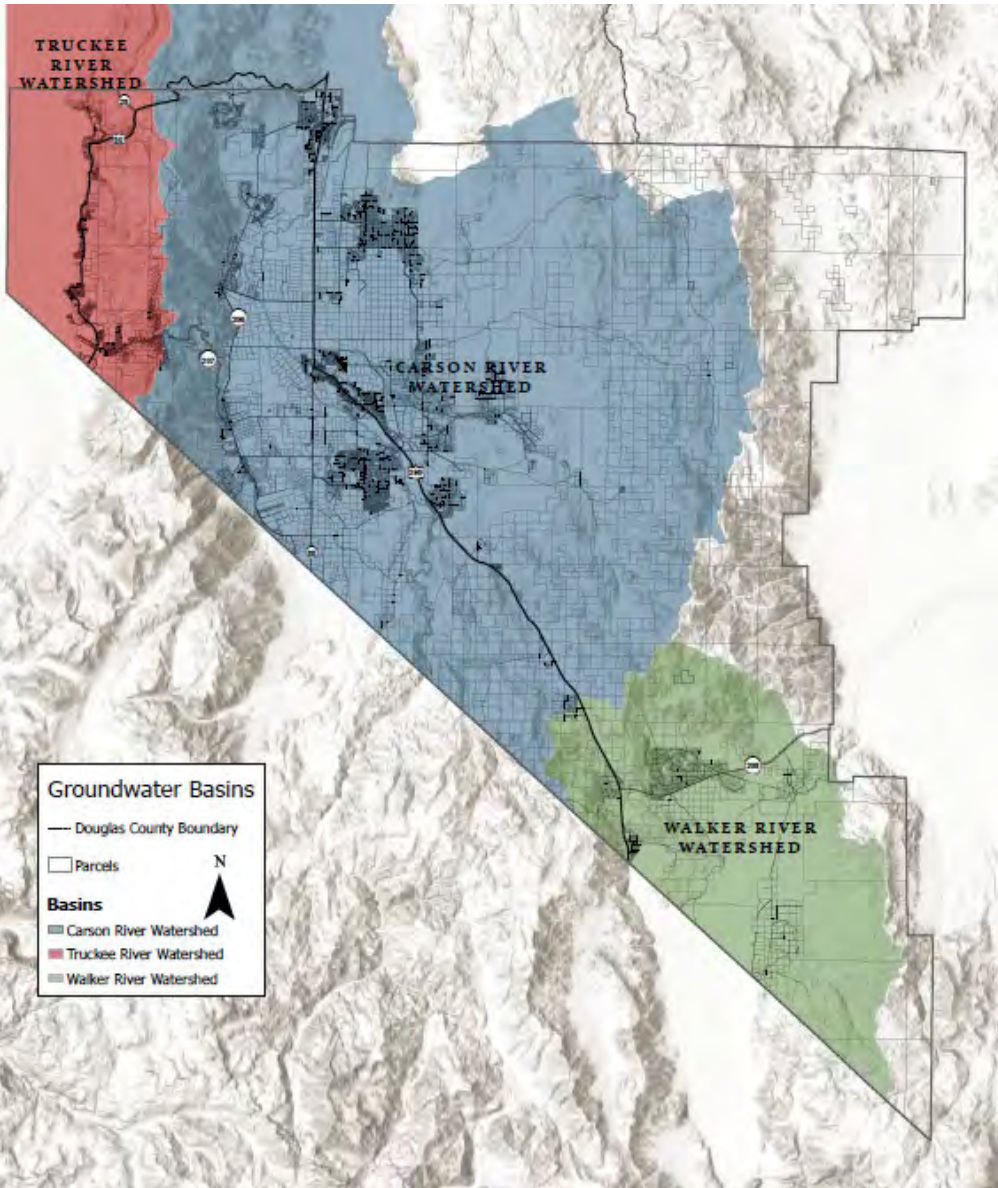 TRUCKEE
RIVER
WATERSHED
CARSON RIVER
WATERSHED
207
WALKER RIVER
WATERSHED
Groundwater Basins
Douglas County Boundary
Parcels
N
Basins
Carson River Watershed
Truckee River Watershed
Walker River Watershed